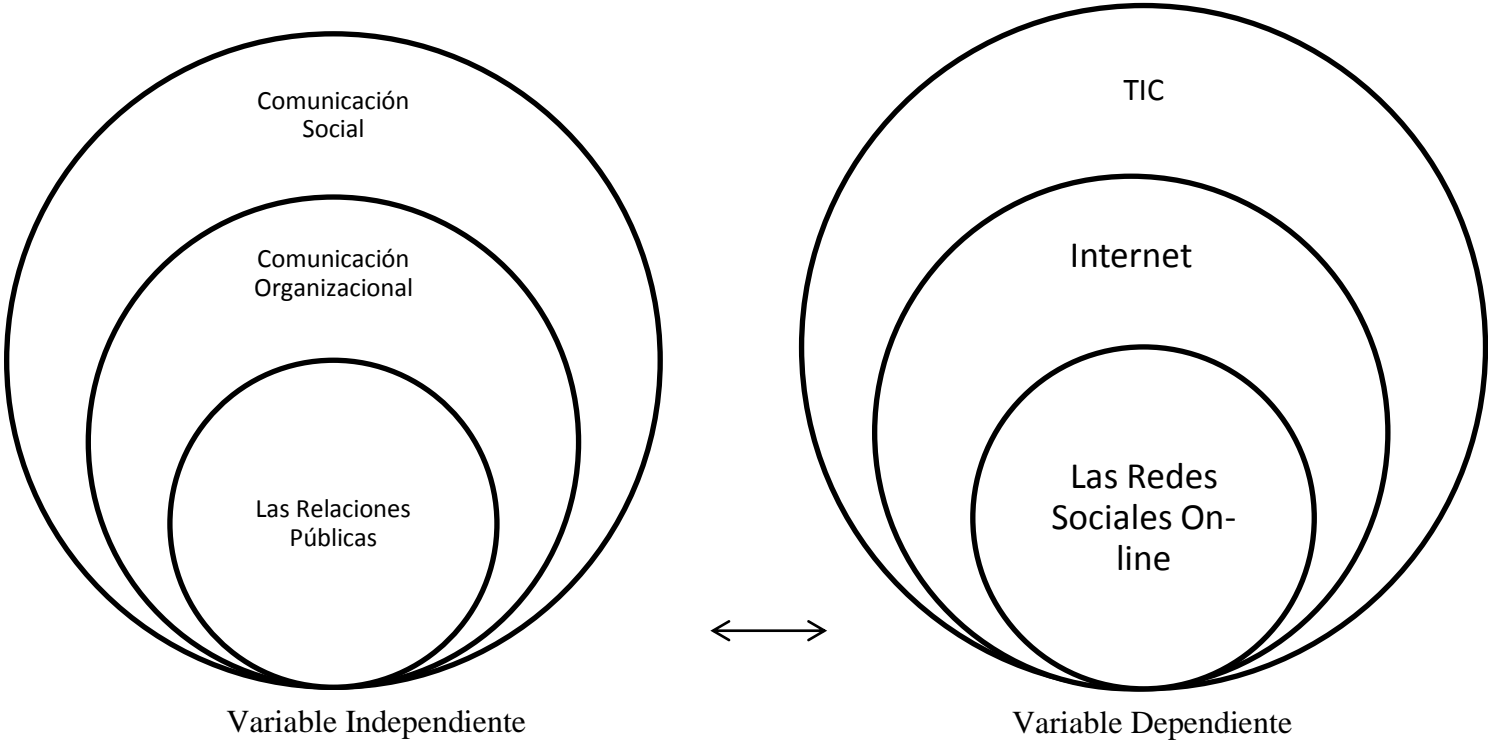 Comunicación
Social
Comunicación
Organizacional
Las Relaciones
Públicas
Variable Independiente
TIC
Internet
Las Redes
Sociales On-
line
Variable Dependiente